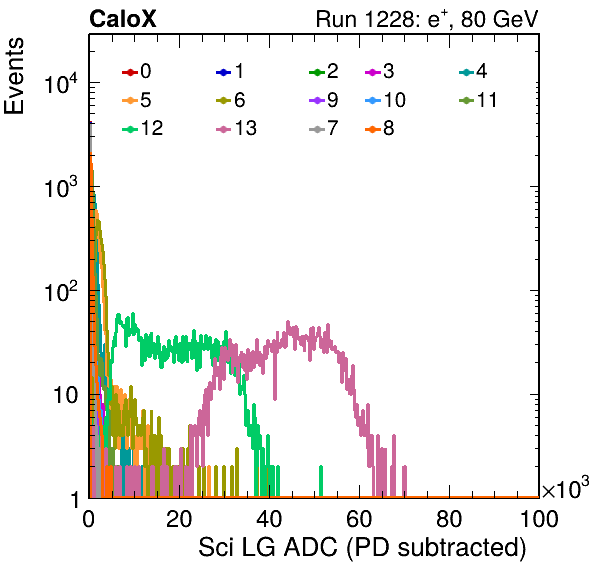 CaloX Run 1228: e⁺, 80 GeV
Events
0 1 2 3 4
5 6 9 10 11
12 13 7 8
10⁴
10³
10²
10
1
0 20 40 60 80 100
×10³
Sci LG ADC (PD subtracted)